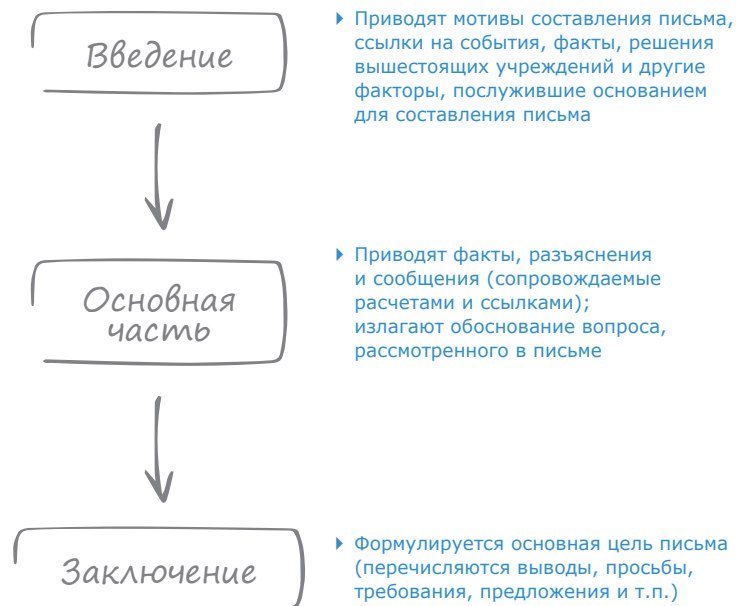 Введение
Приводят мотивы составления письма,
ссылки на события, факты, решения
вышестоящих учреждений и другие
факторы, послужившие основанием
для составления письма
Основная
часть
Приводят факты, разъяснения
и сообщения (сопровождаемые
расчетами и ссылками);
излагают обоснование вопроса,
рассмотренного в письме
Заключение
Формулируется основная цель письма
(перечисляются выводы, просьбы,
требования, предложения и т.п.)